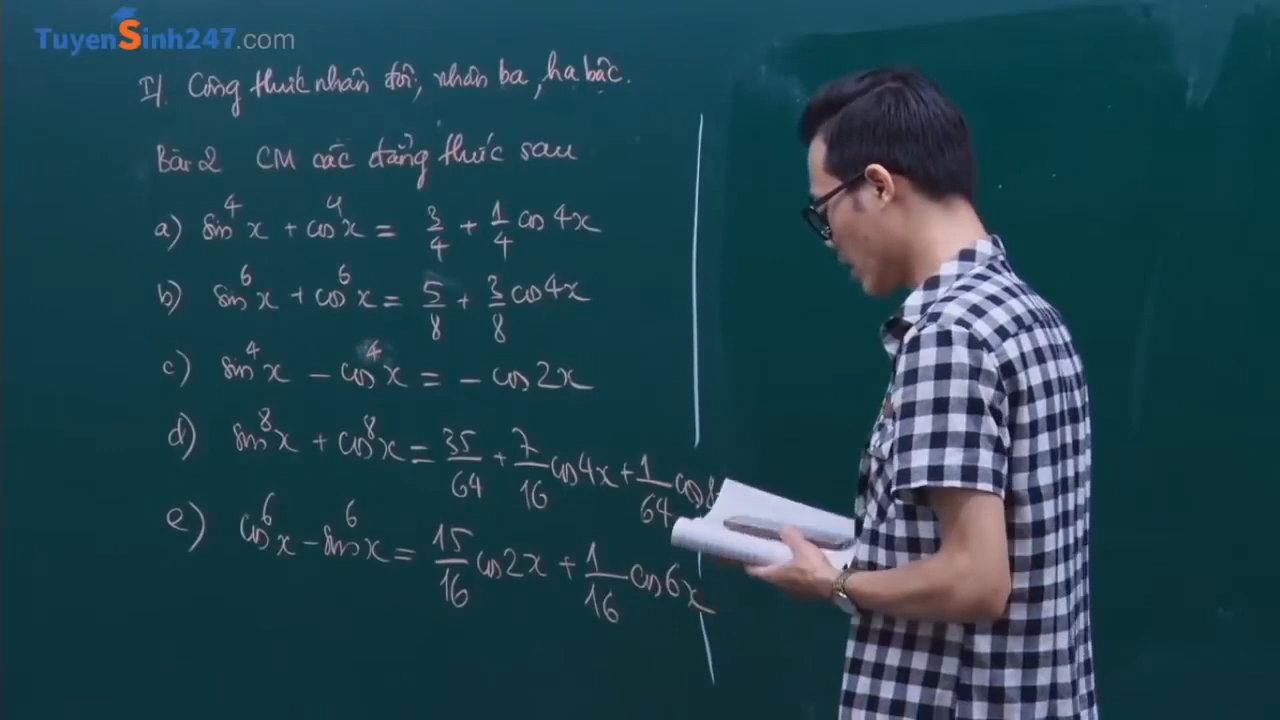 TuyenSinh247.com
II. Công thức nhân đôi, nhân ba, hạ bậc.
Bài 2 CM các đẳng thức sau
a) sin⁴x + cos⁴x = 3/4 + 1/4 cos4x
b) sin⁶x + cos⁶x = 5/8 + 3/8 cos4x
c) sin⁴x - cos⁴x = - cos2x
d) sin⁸x + cos⁸x = 35/64 + 7/16 cos4x + 1/64 cos8
e) cos⁶x - sin⁶x = 15/16 cos2x + 1/16 cos6x